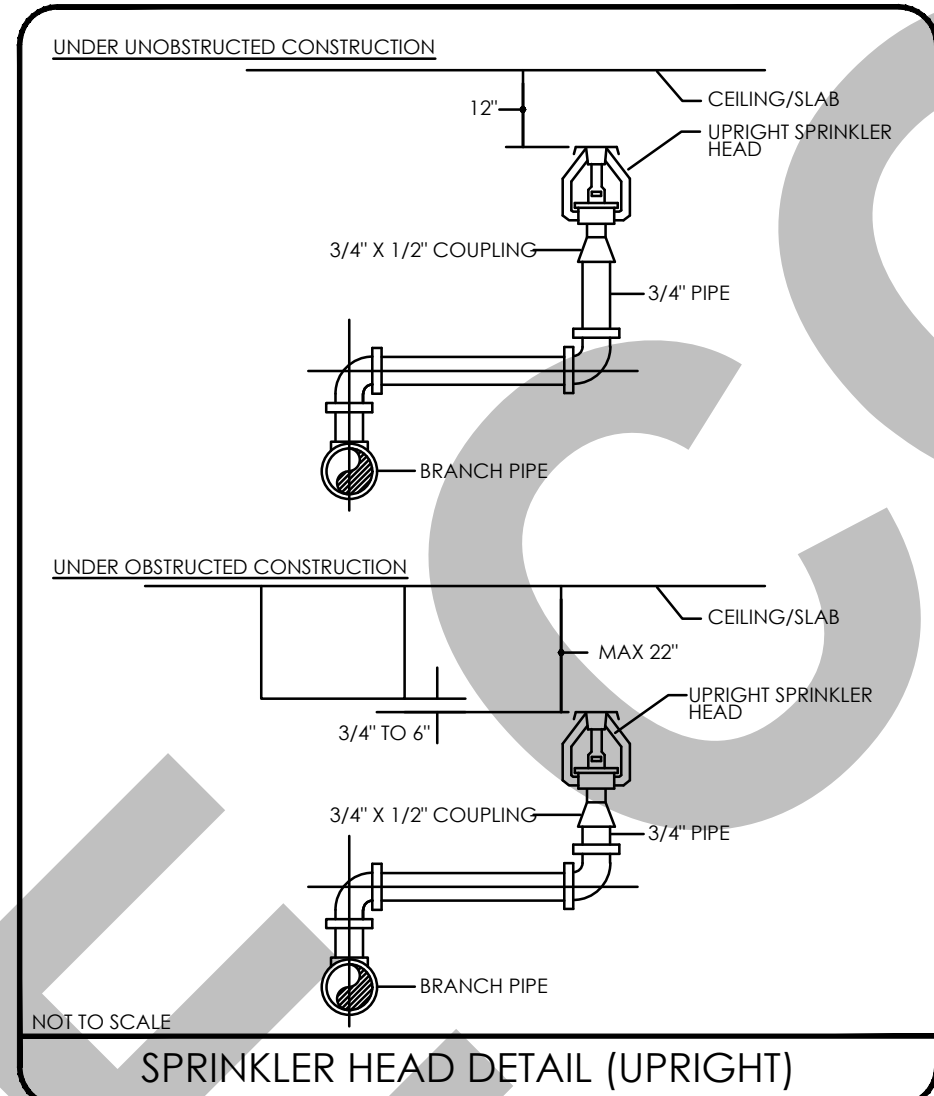 UNDER UNOBSTRUCTED CONSTRUCTION
12"
CEILING/SLAB
UPRIGHT SPRINKLER
HEAD
3/4" X 1/2" COUPLING
3/4" PIPE
BRANCH PIPE
UNDER OBSTRUCTED CONSTRUCTION
CEILING/SLAB
MAX 22"
UPRIGHT SPRINKLER
HEAD
3/4" TO 6"
3/4" X 1/2" COUPLING
3/4" PIPE
BRANCH PIPE
NOT TO SCALE
SPRINKLER HEAD DETAIL (UPRIGHT)